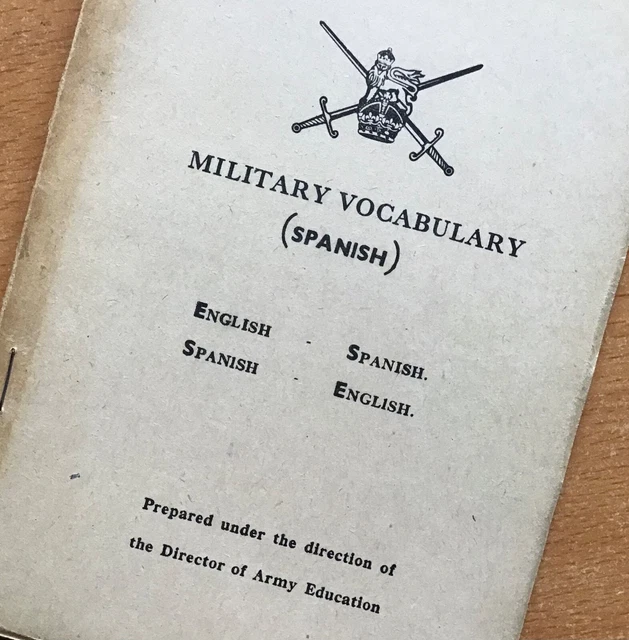 MILITARY VOCABULARY
(SPANISH)
ENGLISH - SPANISH.
SPANISH - ENGLISH.
Prepared under the direction of
the Director of Army Education